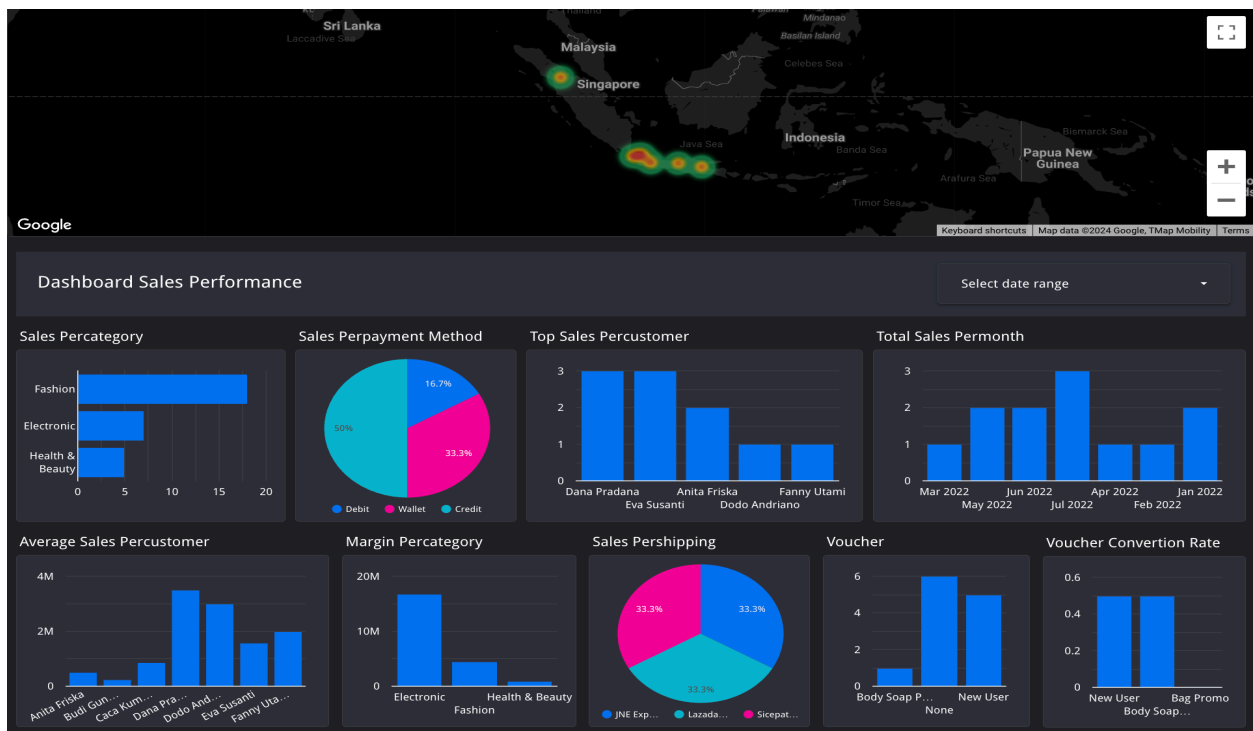 Thailand
Palawan
Mindanao
Sri Lanka
Laccadive Sea
Basilan Island
Malaysia
Celebes Sea
Singapore
Bismarck Sea
Indonesia
Java Sea
Banda Sea
Papua New
Guinea
Arafura Sea
Timor Sea
Google
Keyboard shortcuts
Map data ©2024 Google, TMap Mobility
Terms
Dashboard Sales Performance
Select date range
Sales Percategory
Fashion
Electronic
Health &
Beauty
0 5 10 15 20
Sales Perpayment Method
16.7%
50%
33.3%
Debit Wallet Credit
Top Sales Percustomer
3
2
1
0
Dana Pradana Anita Friska Fanny Utami
Eva Susanti Dodo Andriano
Total Sales Permonth
3
2
1
0
Mar 2022 Jun 2022 Apr 2022 Jan 2022
May 2022 Jul 2022 Feb 2022
Average Sales Percustomer
4M
2M
0
Anita Friska
Budi Gun...
Caca Kum...
Dana Pra...
Dodo And...
Eva Susanti
Fanny Uta...
Margin Percategory
20M
10M
0
Electronic Health & Beauty
Fashion
Sales Pershipping
33.3% 33.3%
33.3%
JNE Exp... Lazada... Sicepat...
Voucher
6
4
2
0
Body Soap P... New User
None
Voucher Convertion Rate
0.6
0.4
0.2
0
New User Bag Promo
Body Soap...